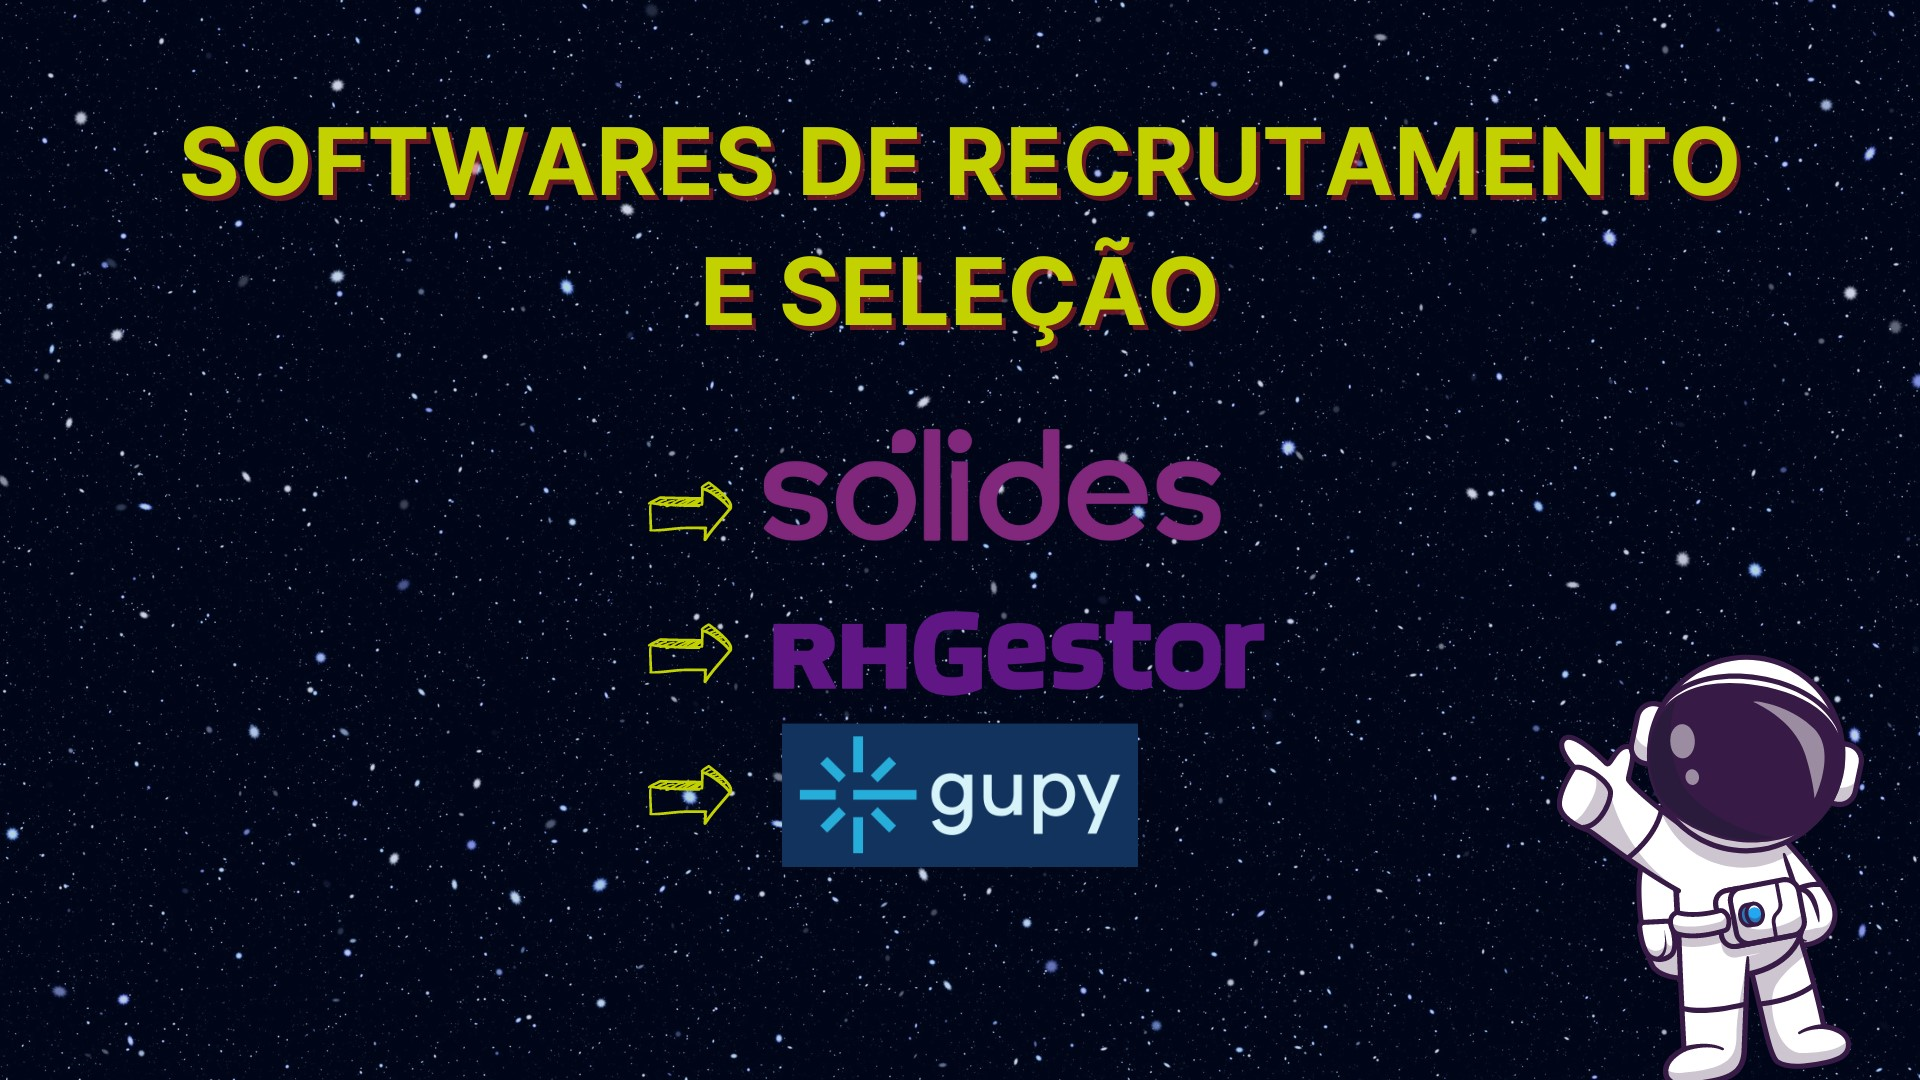 SOFTWARES DE RECRUTAMENTO
E SELEÇÃO
sólides
RHGestor
gupy